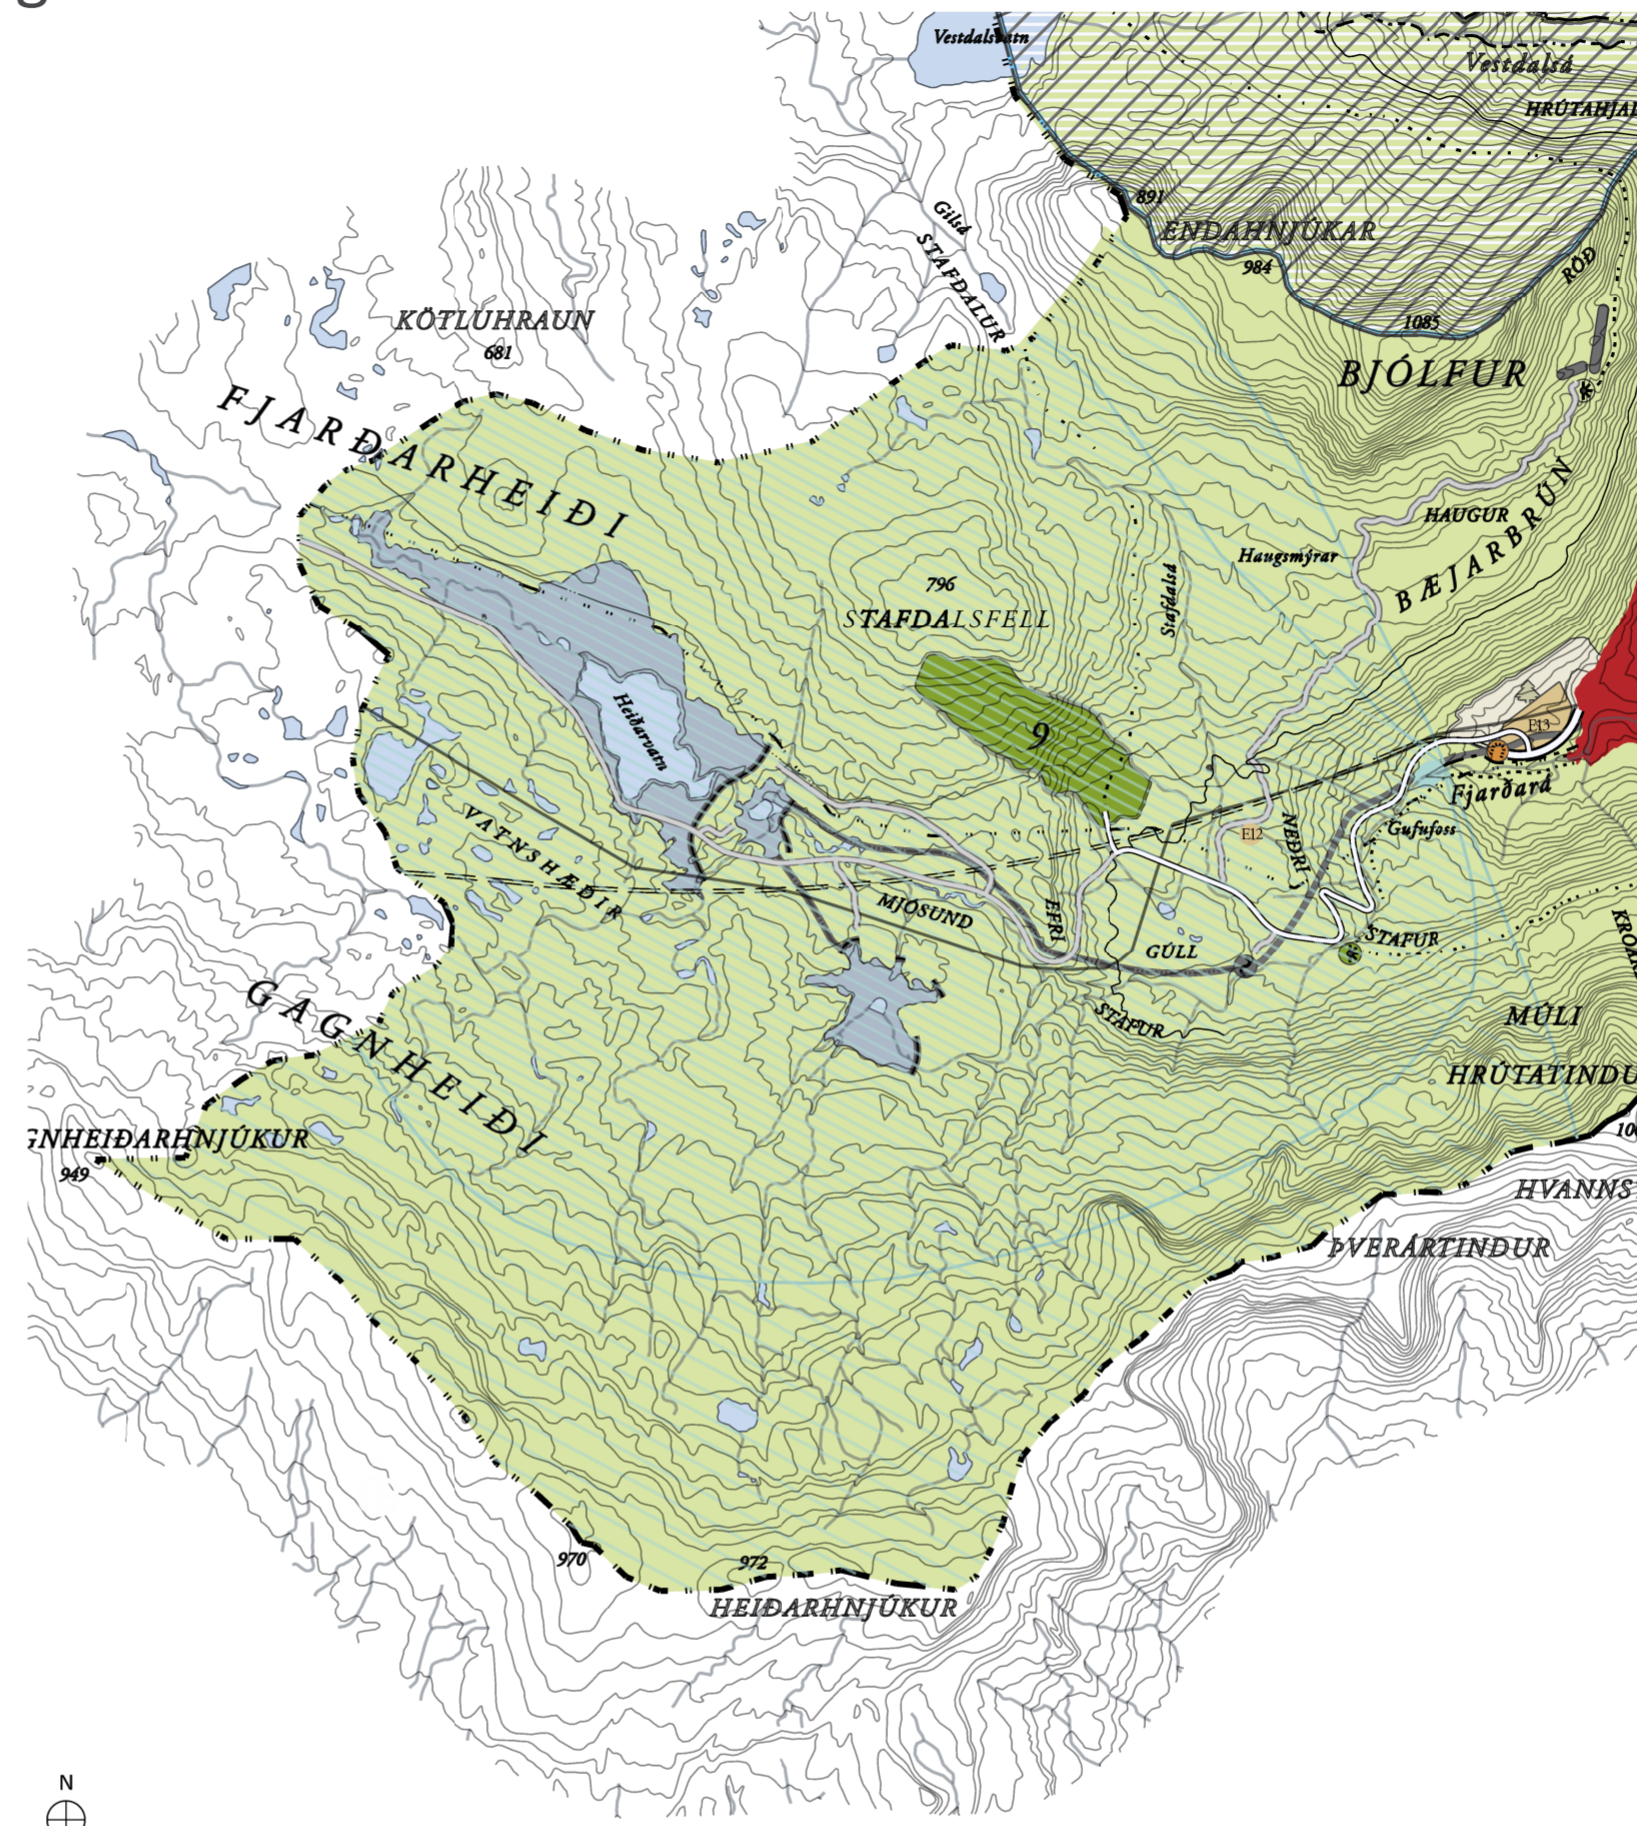 g
Vestdalsvatn
Vestdalsá
HRÚTAHJAL
891
Gilsá
ENDAHNJÚKAR
STAFDALUR
984
RÖÐ
KÖTLUHRAUN
1085
681
BJÓLFUR
FJARÐARHEIÐI
HAUGUR
BÆJARBRÚN
Haugsmýrar
796
Stafdalsá
STAFDALSFELL
Heiðarvatn
9
E13
Fjarðará
VATNSHÆÐIR
E12
NEÐRI
Gufufoss
MJÓSUND
EFRI
STAFUR
GÚLL
GAGNHEIÐI
STAFUR
MÚLI
HRÚTATINDU
GNHEIÐARHNJÚKUR
949
HVANNS
ÞVERÁRTINDUR
970
972
HEIÐARHNJÚKUR
N